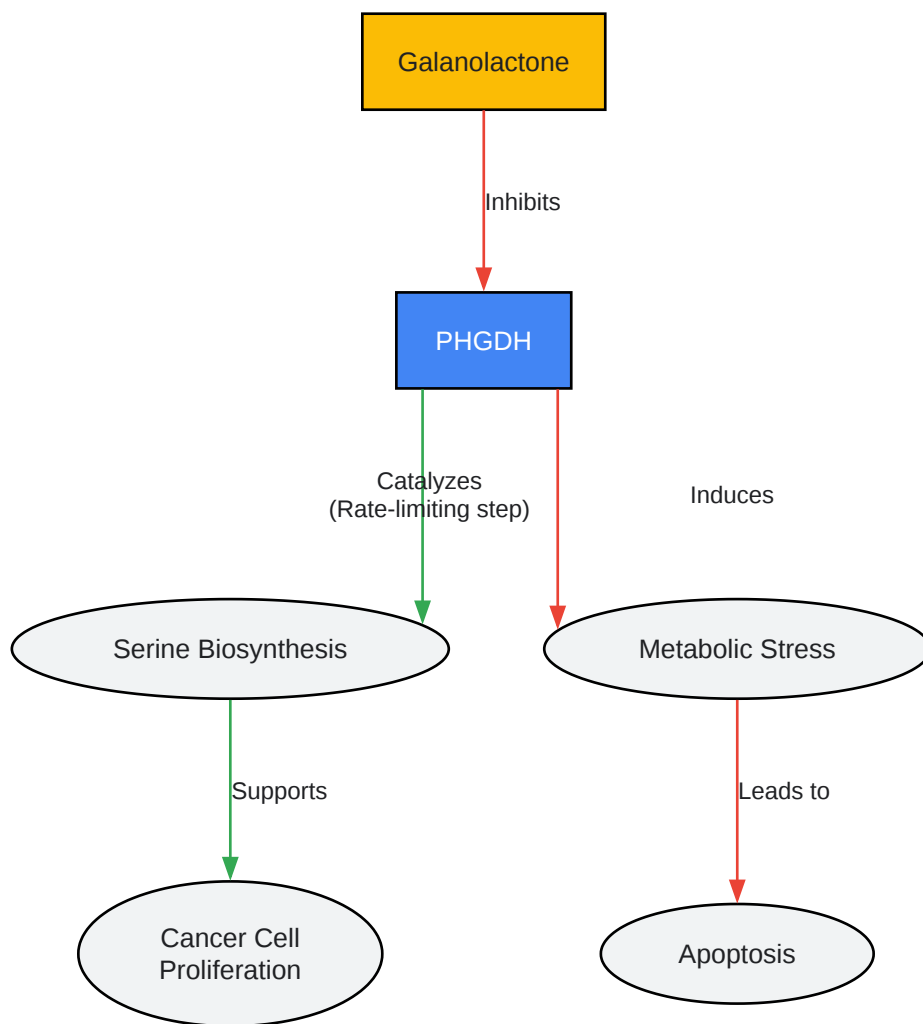 Galanolactone
Inhibits
PHGDH
Catalyzes
(Rate-limiting step)
Induces
Serine Biosynthesis
Metabolic Stress
Supports
Leads to
Cancer Cell
Proliferation
Apoptosis